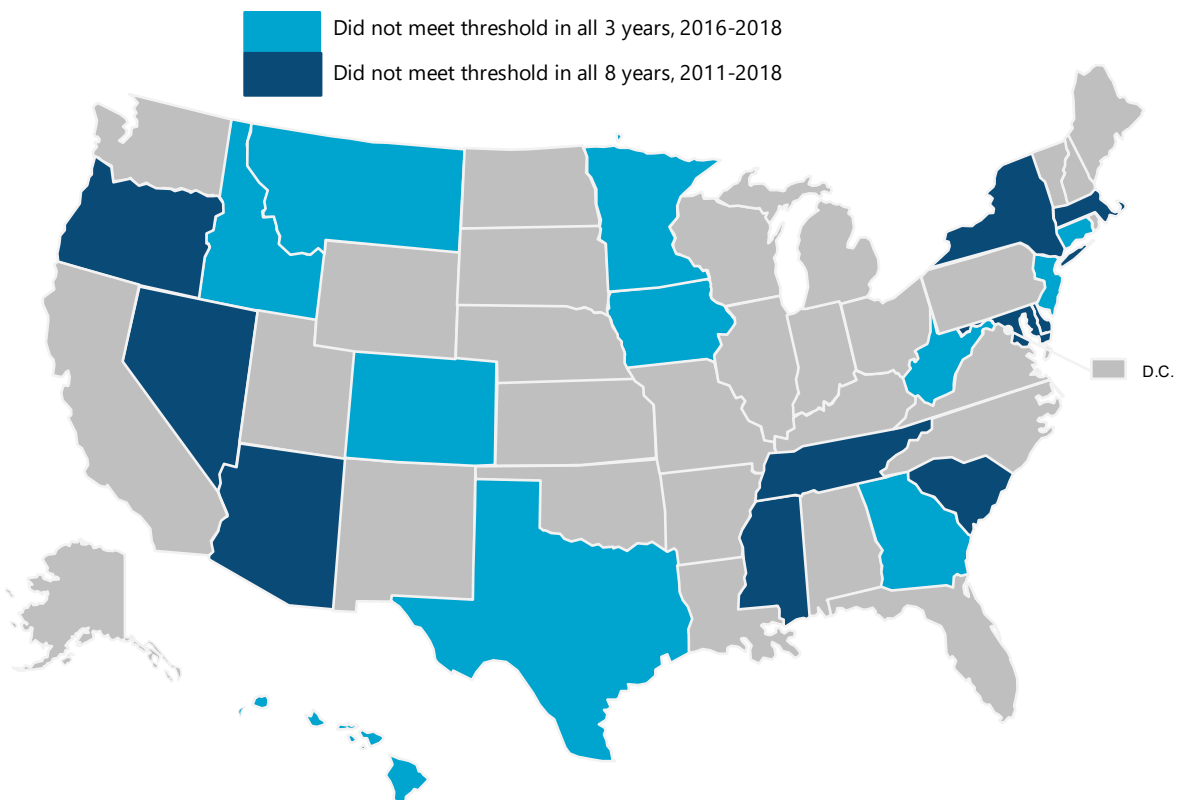 Did not meet threshold in all 3 years, 2016-2018
Did not meet threshold in all 8 years, 2011-2018
D.C.